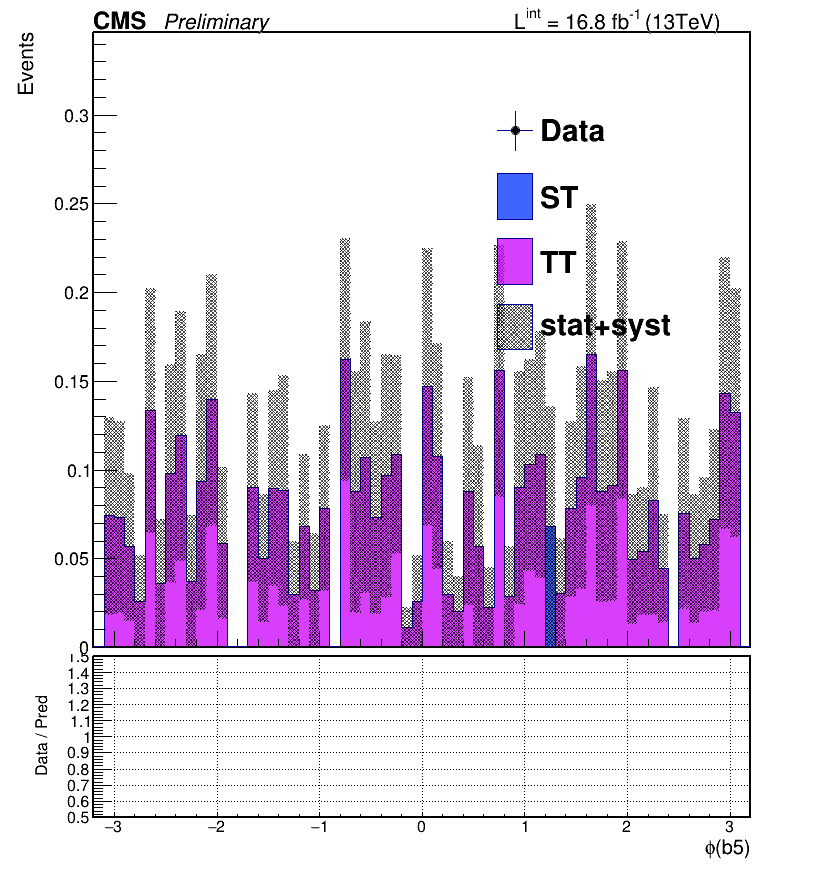 CMS Preliminary L^int = 16.8 fb^-1 (13TeV)
Events
0.3
0.25
0.2
0.15
0.1
0.05
0
Data
ST
TT
stat+syst
Data / Pred
1.5
1.4
1.3
1.2
1.1
1
0.9
0.8
0.7
0.6
0.5
−3 −2 −1 0 1 2 3
ϕ(b5)